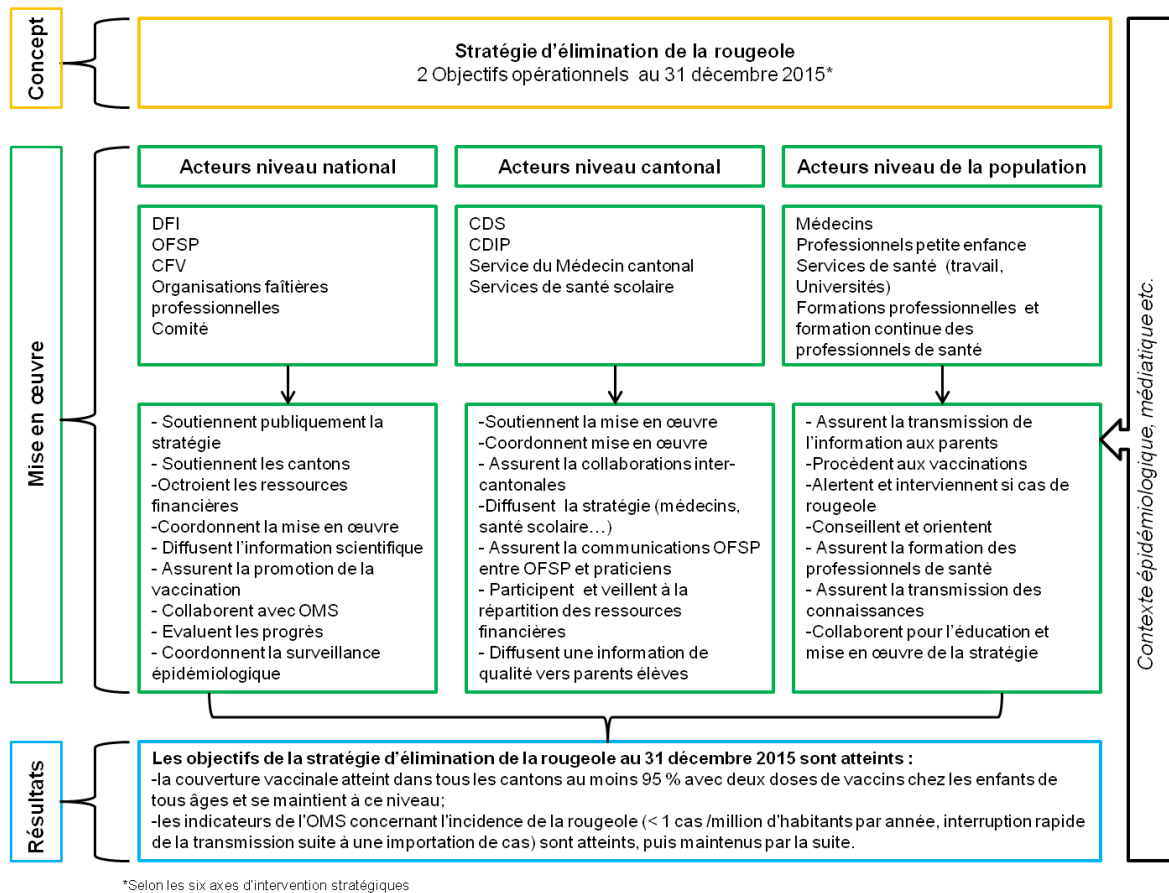 Concept
Stratégie d'élimination de la rougeole
2 Objectifs opérationnels au 31 décembre 2015*
Mise en œuvre
Acteurs niveau national
DFI
OFSP
CFV
Organisations faîtières
professionnelles
Comité
- Soutiennent publiquement la
stratégie
- Soutiennent les cantons
-Octroient les ressources
financières
-Coordonnent la mise en œuvre
- Diffusent l'information scientifique
- Assurent la promotion de la
vaccination
- Collaborent avec OMS
- Evaluent les progrès
- Coordonnent la surveillance
épidémiologique
Acteurs niveau cantonal
CDS
CDIP
Service du Médecin cantonal
Services de santé scolaire
-Soutiennent la mise en œuvre
-Coordonnent mise en œuvre
- Assurent la collaborations inter-
cantonales
-Diffusent la stratégie (médecins,
santé scolaire…)
- Assurent la communications OFSP
entre OFSP et praticiens
- Participent et veillent à la
répartition des ressources
financières
- Diffusent une information de
qualité vers parents élèves
Acteurs niveau de la population
Médecins
Professionnels petite enfance
Services de santé (travail,
Universités)
Formations professionnelles et
formation continue des
professionnels de santé
- Assurent la transmission de
l'information aux parents
-Procèdent aux vaccinations
-Alertent et interviennent si cas de
rougeole
-Conseillent et orientent
- Assurent la formation des
professionnels de santé
- Assurent la transmission des
connaissances
-Collaborent pour l'éducation et
mise en œuvre de la stratégie
Contexte épidémiologique, médiatique etc.
Résultats
Les objectifs de la stratégie d'élimination de la rougeole au 31 décembre 2015 sont atteints :
-la couverture vaccinale atteint dans tous les cantons au moins 95 % avec deux doses de vaccins chez les enfants de
tous âges et se maintient à ce niveau;
-les indicateurs de l'OMS concernant l'incidence de la rougeole (< 1 cas /million d'habitants par année, interruption rapide
de la transmission suite à une importation de cas) sont atteints, puis maintenus par la suite.
*Selon les six axes d'intervention stratégiques